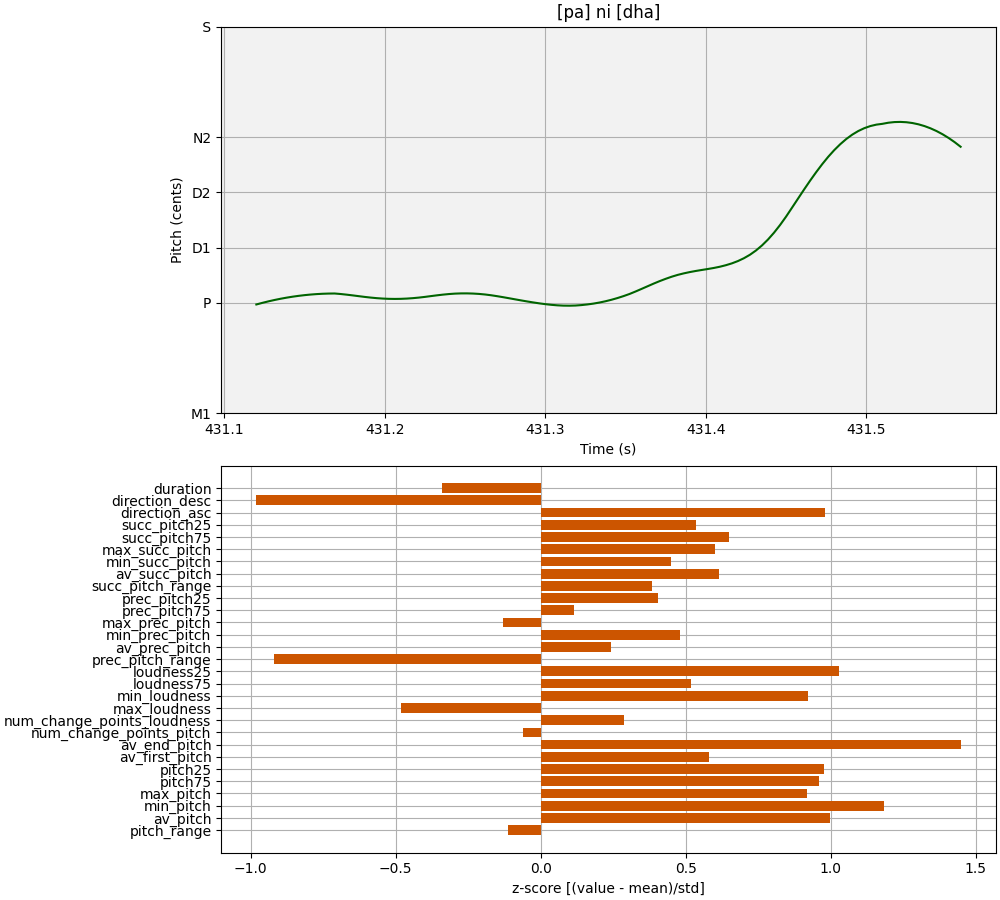 [pa] ni [dha]
S
N2
D2
D1
P
M1
Pitch (cents)
431.1 431.2 431.3 431.4 431.5
Time (s)
duration
direction_desc
direction_asc
succ_pitch25
succ_pitch75
max_succ_pitch
min_succ_pitch
av_succ_pitch
succ_pitch_range
prec_pitch25
prec_pitch75
max_prec_pitch
min_prec_pitch
av_prec_pitch
prec_pitch_range
loudness25
loudness75
min_loudness
max_loudness
num_change_points_loudness
num_change_points_pitch
av_end_pitch
av_first_pitch
pitch25
pitch75
max_pitch
min_pitch
av_pitch
pitch_range
−1.0 −0.5 0.0 0.5 1.0 1.5
z-score [(value - mean)/std]